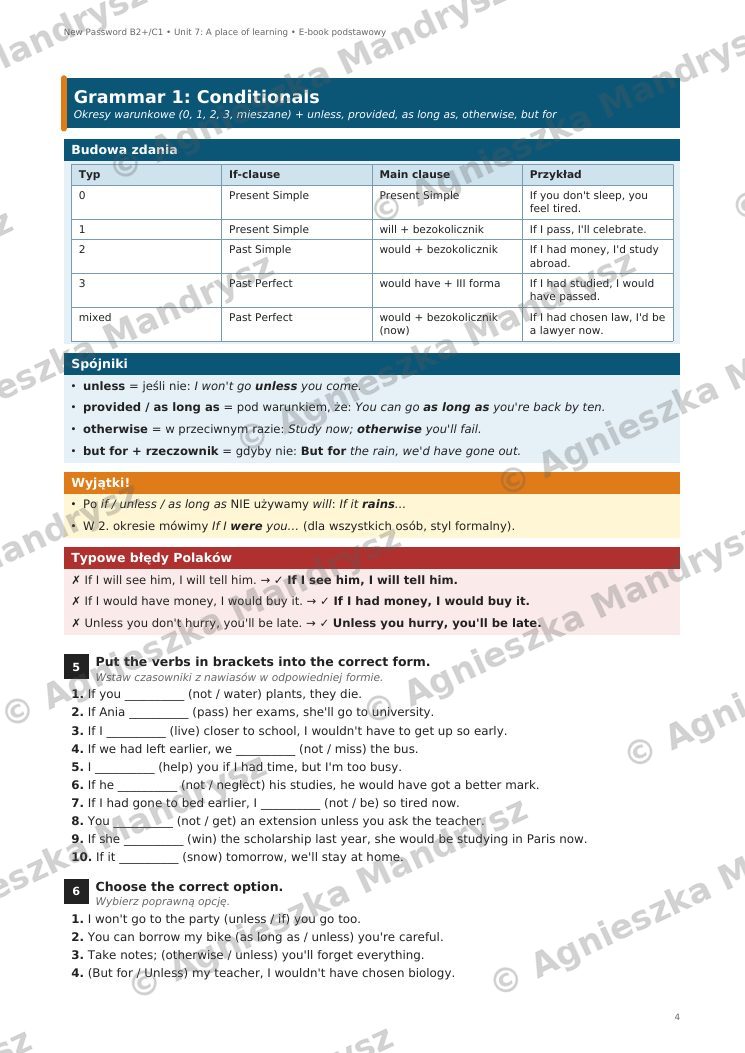 New Password B2+/C1 • Unit 7: A place of learning • E-book podstawowy
Grammar 1: Conditionals
Okresy warunkowe (0, 1, 2, 3, mieszane) + unless, provided, as long as, otherwise, but for
Budowa zdania
Typ If-clause Main clause Przykład
0 Present Simple Present Simple If you don't sleep, you
feel tired.
1 Present Simple will + bezokolicznik If I pass, I'll celebrate.
2 Past Simple would + bezokolicznik If I had money, I'd study
abroad.
3 Past Perfect would have + III forma If I had studied, I would
have passed.
mixed Past Perfect would + bezokolicznik If I had chosen law, I'd be
(now) a lawyer now.
Spójniki
• unless = jeśli nie: I won't go unless you come.
• provided / as long as = pod warunkiem, że: You can go as long as you're back by ten.
• otherwise = w przeciwnym razie: Study now; otherwise you'll fail.
• but for + rzeczownik = gdyby nie: But for the rain, we'd have gone out.
Wyjątki!
• Po if / unless / as long as NIE używamy will: If it rains…
• W 2. okresie mówimy If I were you… (dla wszystkich osób, styl formalny).
Typowe błędy Polaków
✗ If I will see him, I will tell him. → ✓ If I see him, I will tell him.
✗ If I would have money, I would buy it. → ✓ If I had money, I would buy it.
✗ Unless you don't hurry, you'll be late. → ✓ Unless you hurry, you'll be late.
5 Put the verbs in brackets into the correct form.
Wstaw czasowniki z nawiasów w odpowiedniej formie.
1. If you __________ (not / water) plants, they die.
2. If Ania __________ (pass) her exams, she'll go to university.
3. If I __________ (live) closer to school, I wouldn't have to get up so early.
4. If we had left earlier, we __________ (not / miss) the bus.
5. I __________ (help) you if I had time, but I'm too busy.
6. If he __________ (not / neglect) his studies, he would have got a better mark.
7. If I had gone to bed earlier, I __________ (not / be) so tired now.
8. You __________ (not / get) an extension unless you ask the teacher.
9. If she __________ (win) the scholarship last year, she would be studying in Paris now.
10. If it __________ (snow) tomorrow, we'll stay at home.
6 Choose the correct option.
Wybierz poprawną opcję.
1. I won't go to the party (unless / if) you go too.
2. You can borrow my bike (as long as / unless) you're careful.
3. Take notes; (otherwise / unless) you'll forget everything.
4. (But for / Unless) my teacher, I wouldn't have chosen biology.
4
© Agnieszka Mandrysz